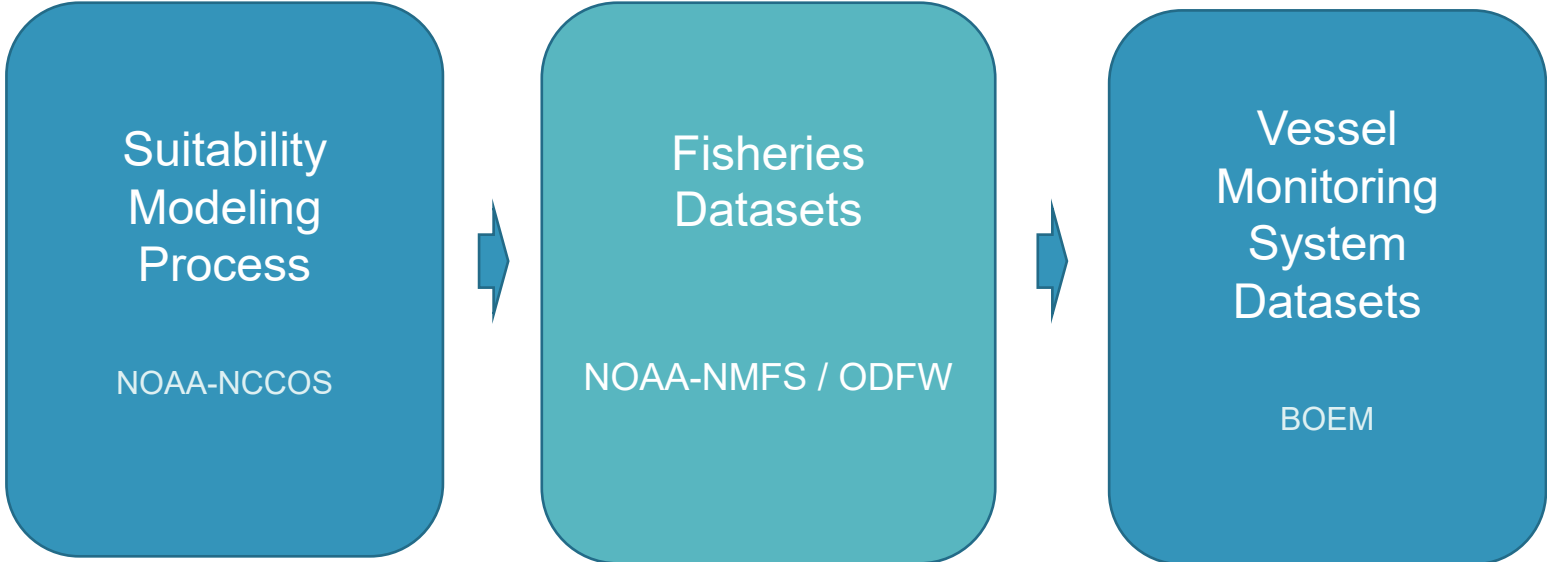 Suitability
Modeling
Process
NOAA-NCCOS
Fisheries
Datasets
NOAA-NMFS / ODFW
Vessel
Monitoring
System
Datasets
BOEM